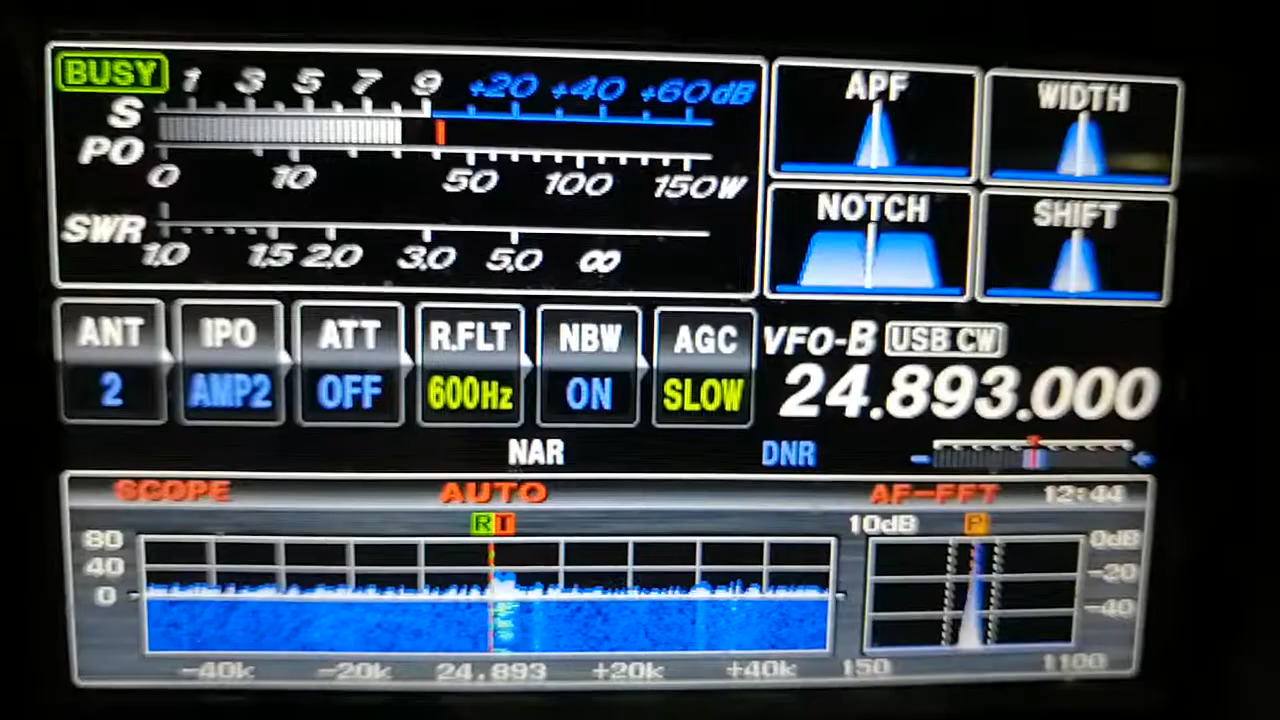 BUSY 1 3 5 7 9 +20 +40 +60dB
S
PO
0 10 50 100 150W
SWR
1.0 1.5 2.0 3.0 5.0 ∞
APF WIDTH
NOTCH SHIFT
ANT IPO ATT R.FLT NBW AGC
2 AMP2 OFF 600Hz ON SLOW
VFO-B USB CW
24.893.000
NAR DNR - +
SCOPE AUTO AF-FFT 12:44
R T 10dB P
80 0dB
40 -20
0 -40
-40k -20k 24.893 +20k +40k 150 1100